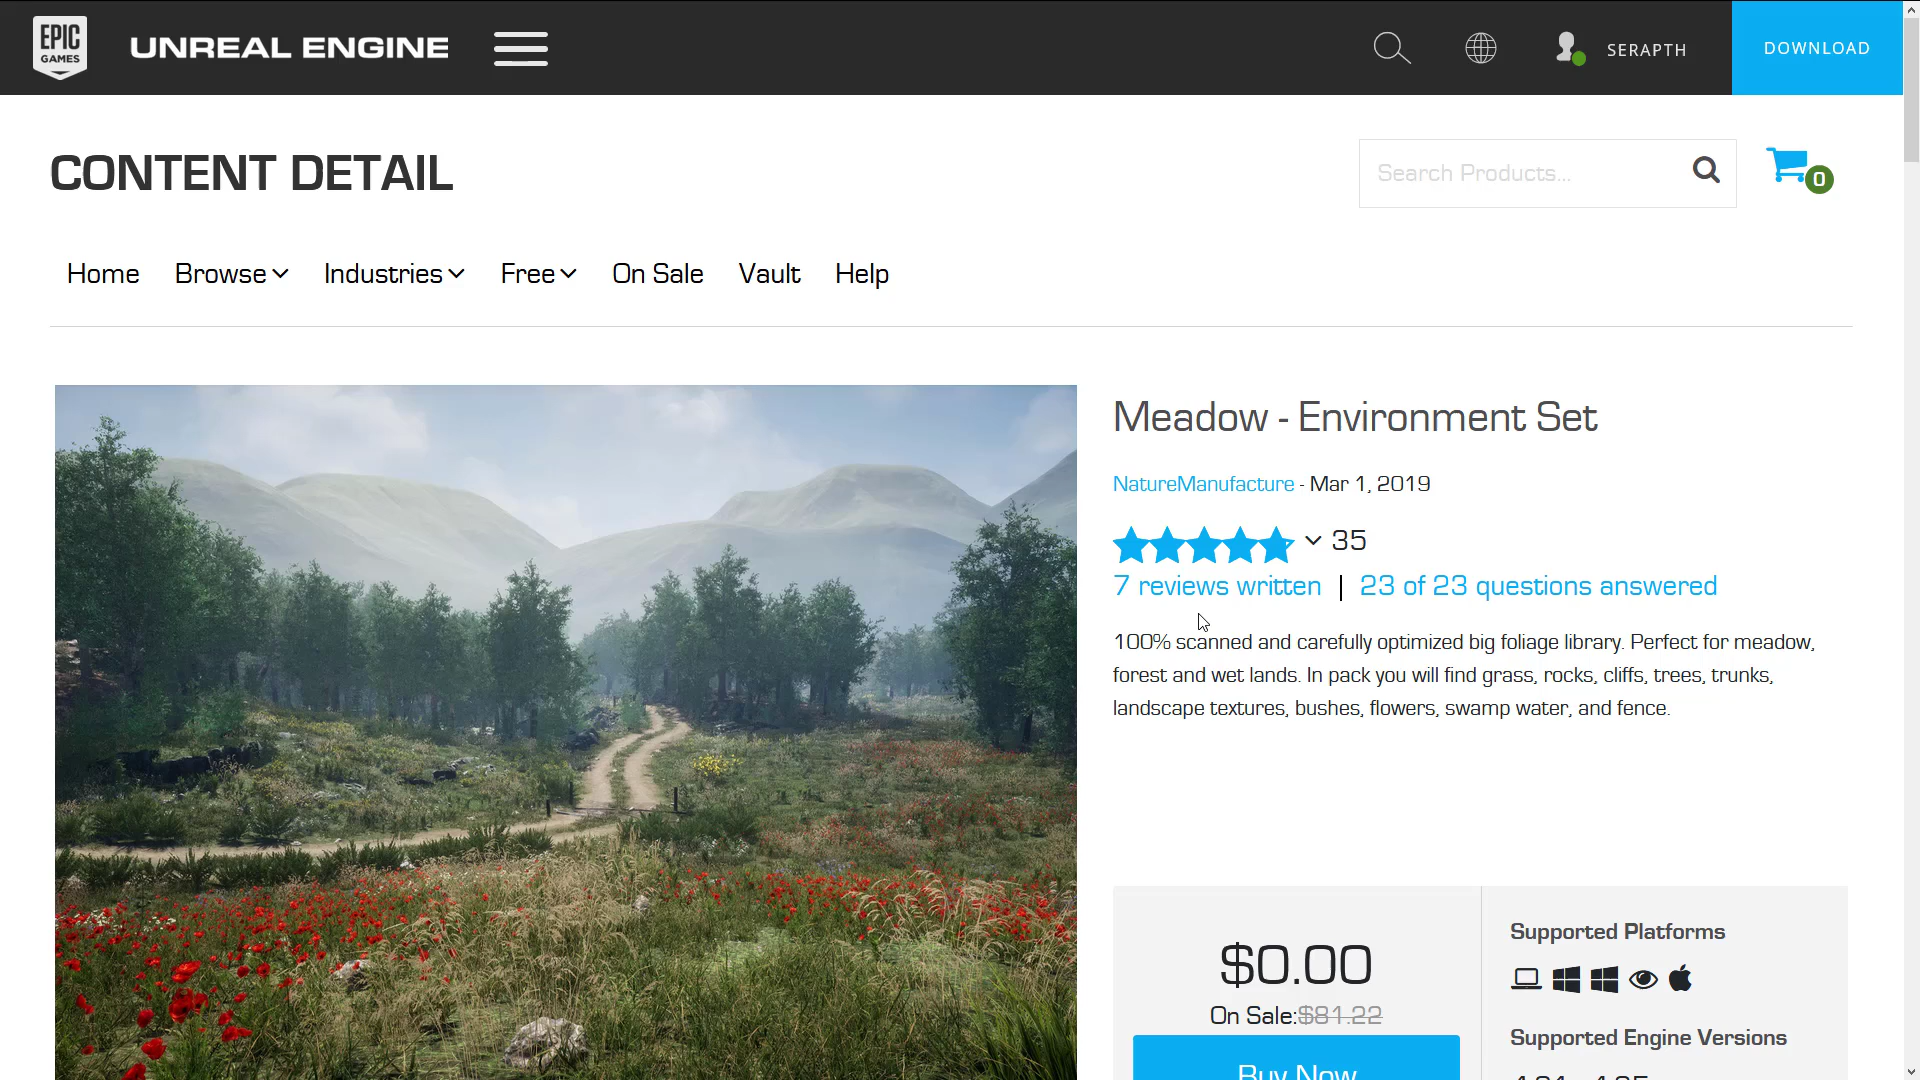 EPIC
GAMES
UNREAL ENGINE
SERAPTH
DOWNLOAD
CONTENT DETAIL
Search Products...
0
Home Browse Industries Free On Sale Vault Help
Meadow - Environment Set
NatureManufacture - Mar 1, 2019
35
7 reviews written | 23 of 23 questions answered
100% scanned and carefully optimized big foliage library. Perfect for meadow,
forest and wet lands. In pack you will find grass, rocks, cliffs, trees, trunks,
landscape textures, bushes, flowers, swamp water, and fence.
$0.00
On Sale:$81.22
Buy Now
Supported Platforms
Supported Engine Versions